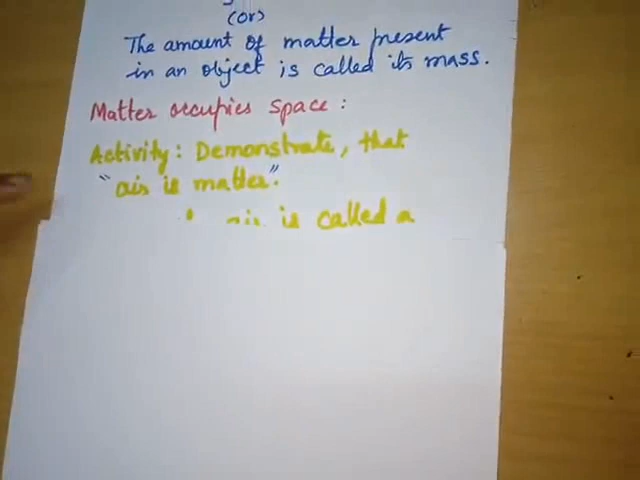 (or)
The amount of matter present
in an object is called its mass.
Matter occupies space :
Activity : Demonstrate, that
"air is matter".
air is called a